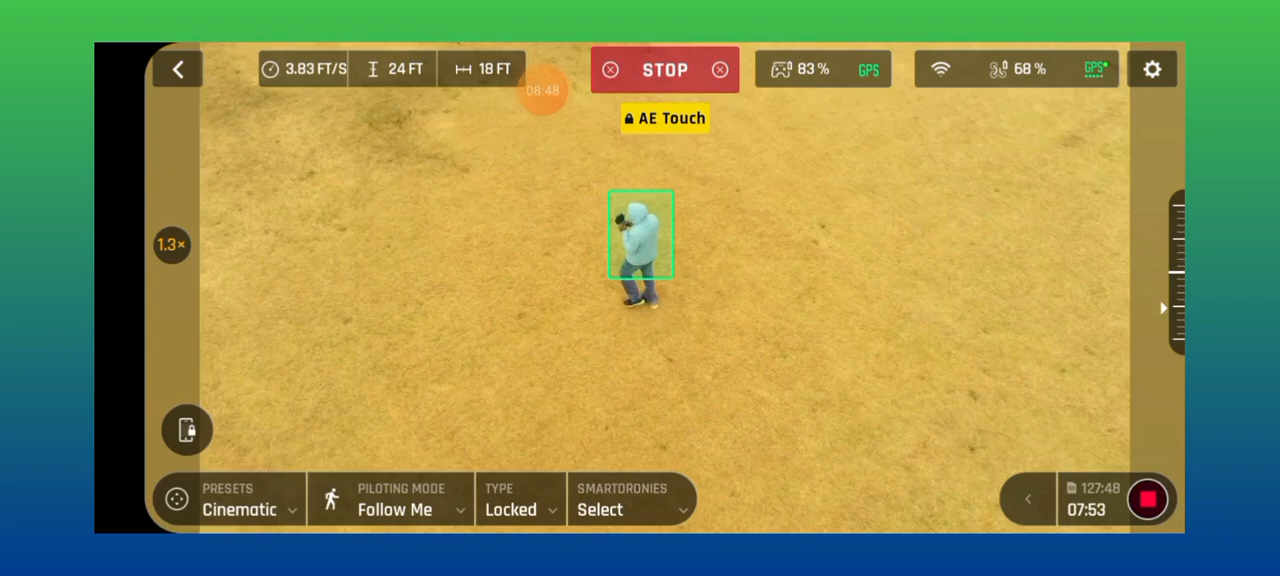 3.83 FT/S 24 FT 18 FT STOP 83 % GPS 68 % GPS
08:48
AE Touch
1.3×
PRESETS PILOTING MODE TYPE SMARTDRONIES 127:48
Cinematic Follow Me Locked Select 07:53